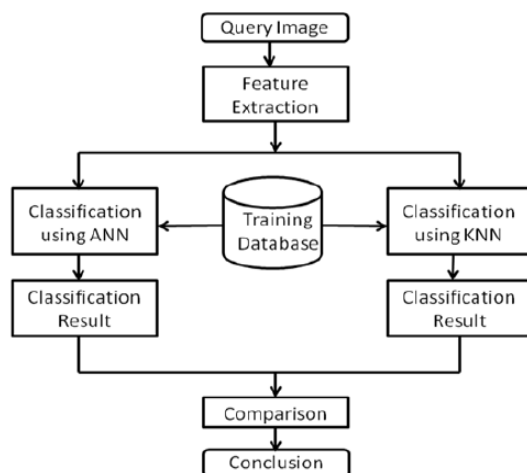 Query Image
Feature
Extraction
Classification
using ANN
Training
Database
Classification
using KNN
Classification
Result
Classification
Result
Comparison
Conclusion